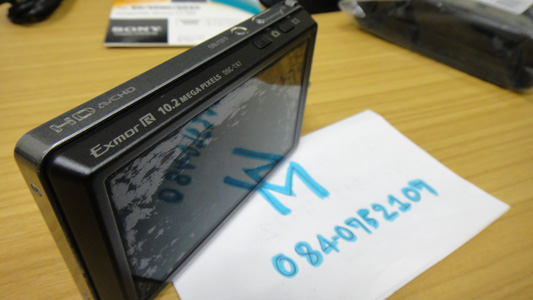 SONY
HD AVCHD
Exmor R 10.2 MEGA PIXELS DSC-TX7
M
0840952109